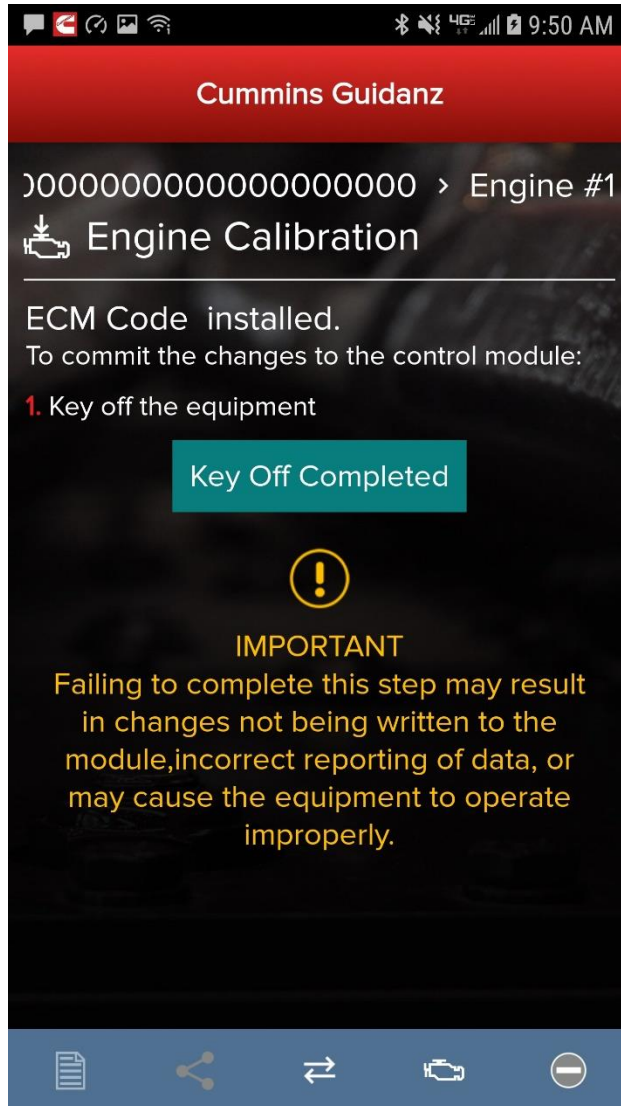 4G 9:50 AM
Cummins Guidanz
00000000000000000000 > Engine #1
Engine Calibration
ECM Code installed.
To commit the changes to the control module:
1. Key off the equipment
Key Off Completed
!
IMPORTANT
Failing to complete this step may result
in changes not being written to the
module,incorrect reporting of data, or
may cause the equipment to operate
improperly.